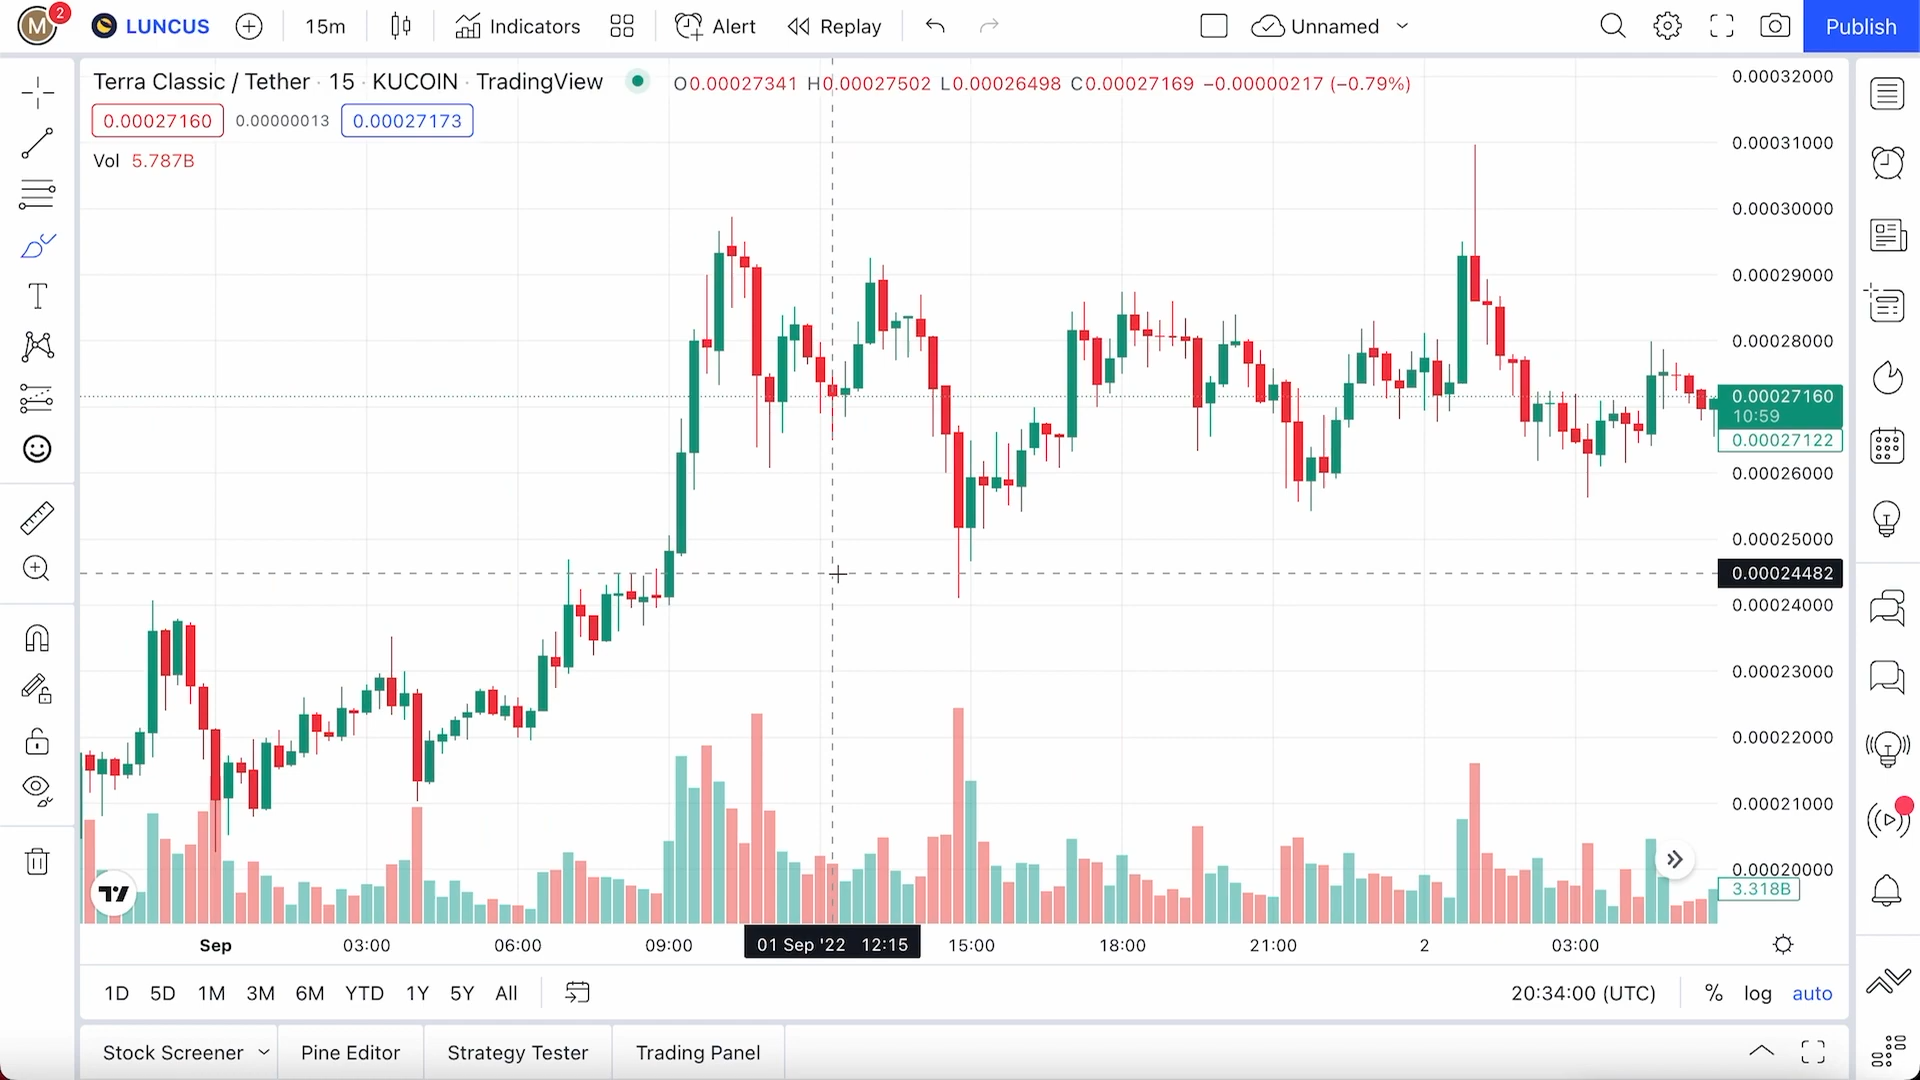 M 2 LUNCUS 15m Indicators Alert Replay Unnamed Publish
Terra Classic / Tether · 15 · KUCOIN · TradingView O0.00027341 H0.00027502 L0.00026498 C0.00027169 −0.00000217 (−0.79%)
0.00027160 0.00000013 0.00027173
Vol 5.787B
0.00032000
0.00031000
0.00030000
0.00029000
0.00028000
0.00027160
10:59
0.00027122
0.00026000
0.00025000
0.00024482
0.00024000
0.00023000
0.00022000
0.00021000
0.00020000
3.318B
Sep 03:00 06:00 09:00 01 Sep '22 12:15 15:00 18:00 21:00 2 03:00
1D 5D 1M 3M 6M YTD 1Y 5Y All 20:34:00 (UTC) % log auto
Stock Screener Pine Editor Strategy Tester Trading Panel